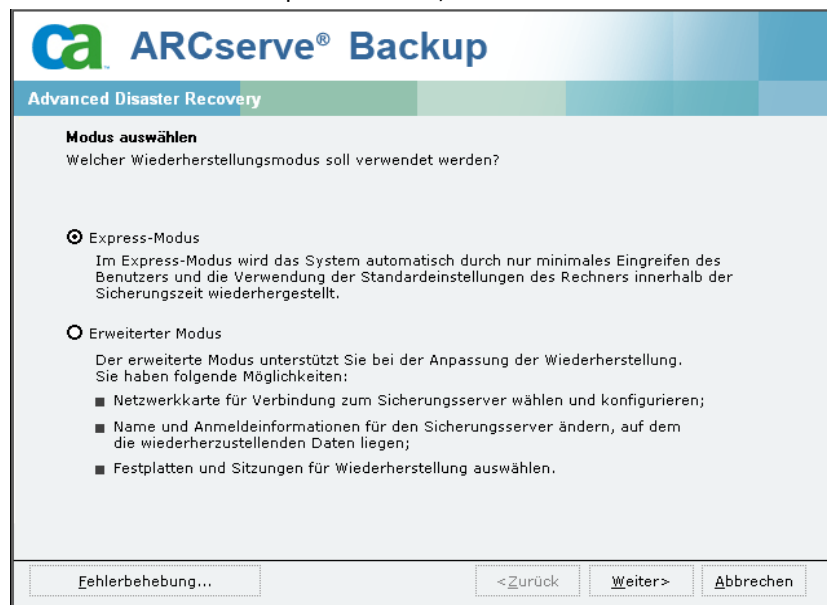 ca ARCserve® Backup
Advanced Disaster Recovery
Modus auswählen
Welcher Wiederherstellungsmodus soll verwendet werden?
Express-Modus
Im Express-Modus wird das System automatisch durch nur minimales Eingreifen des
Benutzers und die Verwendung der Standardeinstellungen des Rechners innerhalb der
Sicherungszeit wiederhergestellt.
Erweiterter Modus
Der erweiterte Modus unterstützt Sie bei der Anpassung der Wiederherstellung.
Sie haben folgende Möglichkeiten:
■ Netzwerkkarte für Verbindung zum Sicherungsserver wählen und konfigurieren;
■ Name und Anmeldeinformationen für den Sicherungsserver ändern, auf dem
die wiederherzustellenden Daten liegen;
■ Festplatten und Sitzungen für Wiederherstellung auswählen.
Fehlerbehebung... <Zurück Weiter> Abbrechen